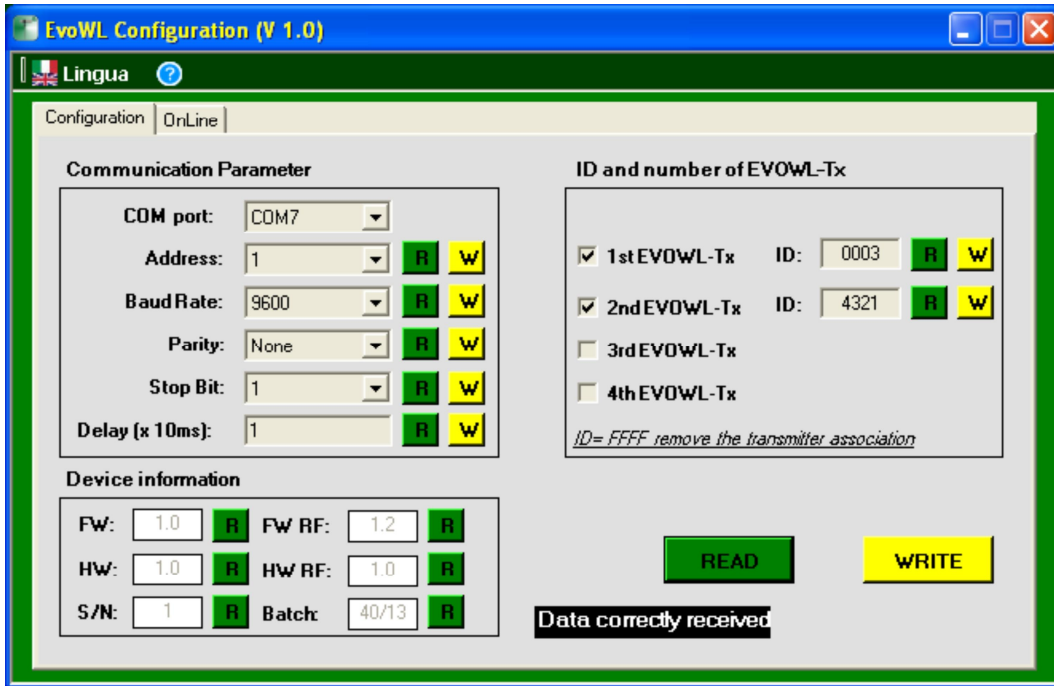 EvoWL Configuration (V 1.0)
Lingua ?
Configuration OnLine
Communication Parameter
COM port: COM7
Address: 1 R W
Baud Rate: 9600 R W
Parity: None R W
Stop Bit: 1 R W
Delay (x 10ms): 1 R W
ID and number of EVOWL-Tx
1st EVOWL-Tx ID: 0003 R W
2nd EVOWL-Tx ID: 4321 R W
3rd EVOWL-Tx
4th EVOWL-Tx
ID= FFFF remove the transmitter association
Device information
FW: 1.0 R FW RF: 1.2 R
HW: 1.0 R HW RF: 1.0 R
S/N: 1 R Batch: 40/13 R
READ WRITE
Data correctly received